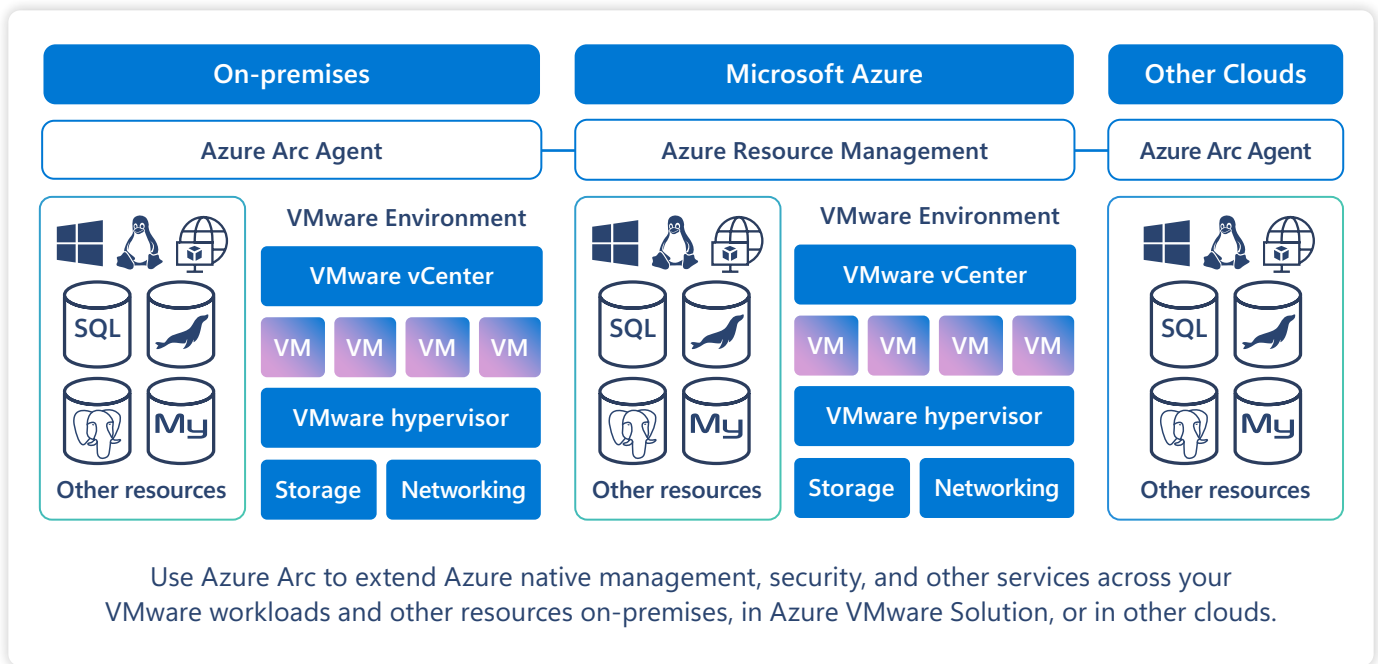 On-premises
Microsoft Azure
Other Clouds
Azure Arc Agent
Azure Resource Management
Azure Arc Agent
VMware Environment
VMware vCenter
VM VM VM VM
VMware hypervisor
Storage Networking
SQL
My
Other resources
VMware Environment
VMware vCenter
VM VM VM VM
VMware hypervisor
Storage Networking
SQL
My
Other resources
SQL
My
Other resources
Use Azure Arc to extend Azure native management, security, and other services across your
VMware workloads and other resources on-premises, in Azure VMware Solution, or in other clouds.